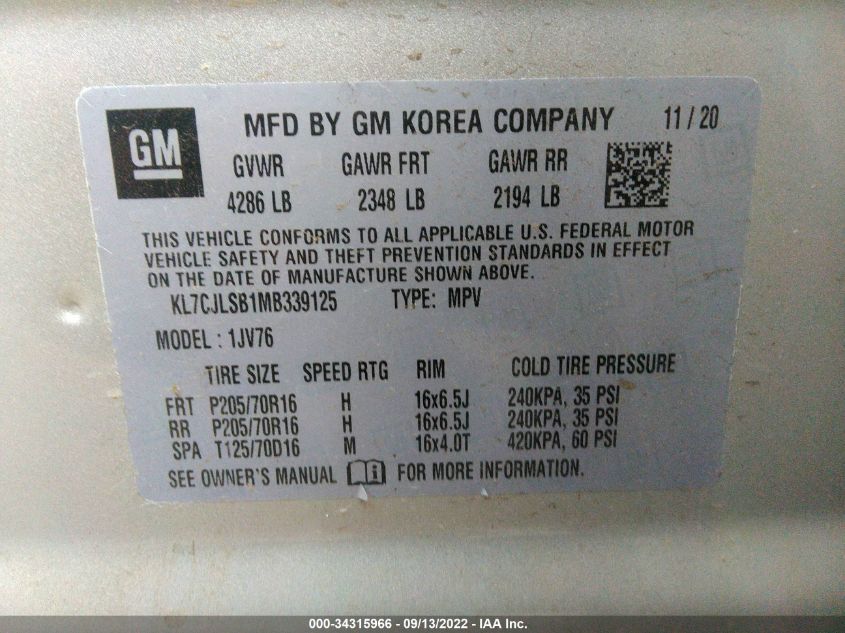 GM MFD BY GM KOREA COMPANY 11/20
GVWR GAWR FRT GAWR RR
4286 LB 2348 LB 2194 LB
THIS VEHICLE CONFORMS TO ALL APPLICABLE U.S. FEDERAL MOTOR
VEHICLE SAFETY AND THEFT PREVENTION STANDARDS IN EFFECT
ON THE DATE OF MANUFACTURE SHOWN ABOVE.
KL7CJLSB1MB339125 TYPE: MPV
MODEL : 1JV76
TIRE SIZE SPEED RTG RIM COLD TIRE PRESSURE
FRT P205/70R16 H 16x6.5J 240KPA, 35 PSI
RR P205/70R16 H 16x6.5J 240KPA, 35 PSI
SPA T125/70D16 M 16x4.0T 420KPA, 60 PSI
SEE OWNER'S MANUAL i FOR MORE INFORMATION.
000-34315966 - 09/13/2022 - IAA Inc.